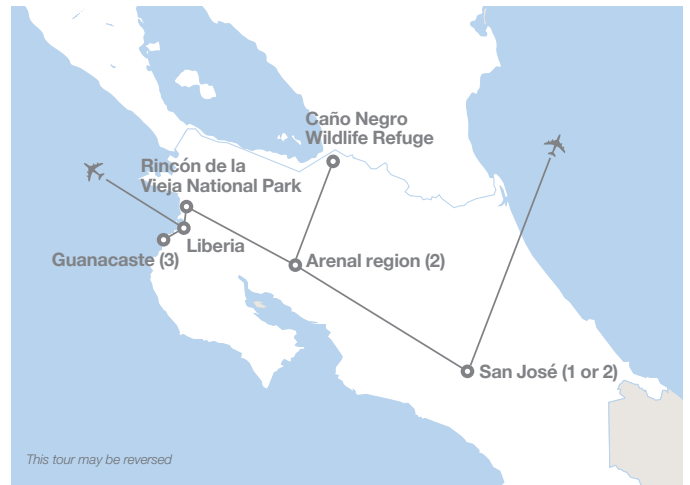 Caño Negro
Wildlife Refuge
Rincón de la
Vieja National Park
Liberia
Guanacaste (3)
Arenal region (2)
San José (1 or 2)
This tour may be reversed